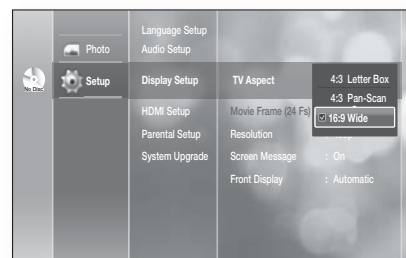 Language Setup
Photo
Audio Setup
No Disc
Setup
Display Setup
TV Aspect
4:3 Letter Box
4:3 Pan-Scan
HDMI Setup
Movie Frame (24 Fs)
16:9 Wide
Parental Setup
Resolution
System Upgrade
Screen Message
: On
Front Display
: Automatic